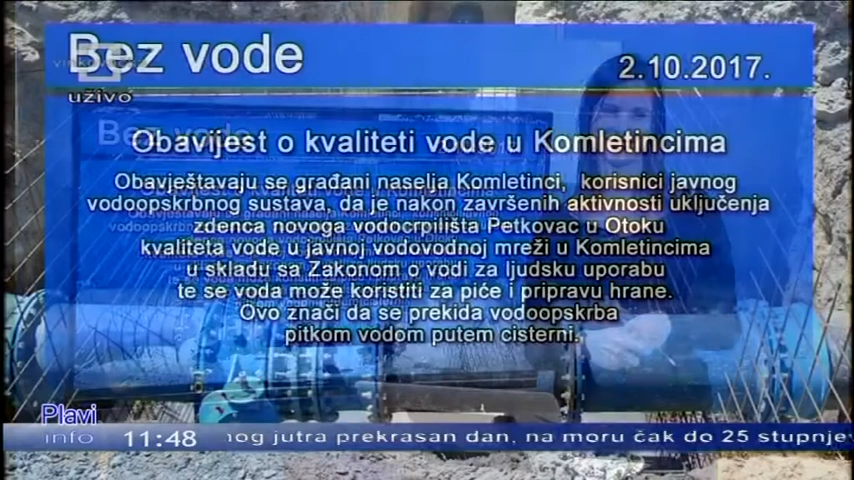 Bez vode
2.10.2017.
uživo
Obavijest o kvaliteti vode u Komletincima
Obavještavaju se građani naselja Komletinci, korisnici javnog
vodoopskrbnog sustava, da je nakon završenih aktivnosti uključenja
zdenca novoga vodocrpilišta Petkovac u Otoku
kvaliteta vode u javnoj vodovodnoj mreži u Komletincima
u skladu sa Zakonom o vodi za ljudsku uporabu
te se voda može koristiti za piće i pripravu hrane.
Ovo znači da se prekida vodoopskrba
pitkom vodom putem cisterni.
Plavi
info
11:48
nog jutra prekrasan dan, na moru čak do 25 stupnje